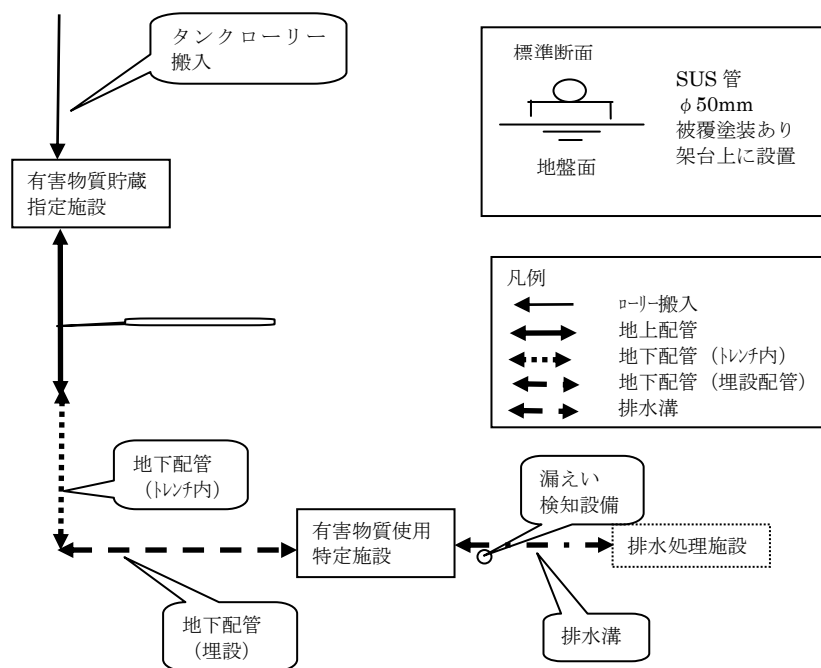 タンクローリー
搬入
有害物質貯蔵
指定施設
標準断面
地盤面
SUS 管
φ50mm
被覆塗装あり
架台上に設置
凡例
ﾛｰﾘｰ搬入
地上配管
地下配管（ﾄﾚﾝﾁ内）
地下配管（埋設配管）
排水溝
地下配管
（ﾄﾚﾝﾁ内）
漏えい
検知設備
有害物質使用
特定施設
排水処理施設
地下配管
（埋設）
排水溝